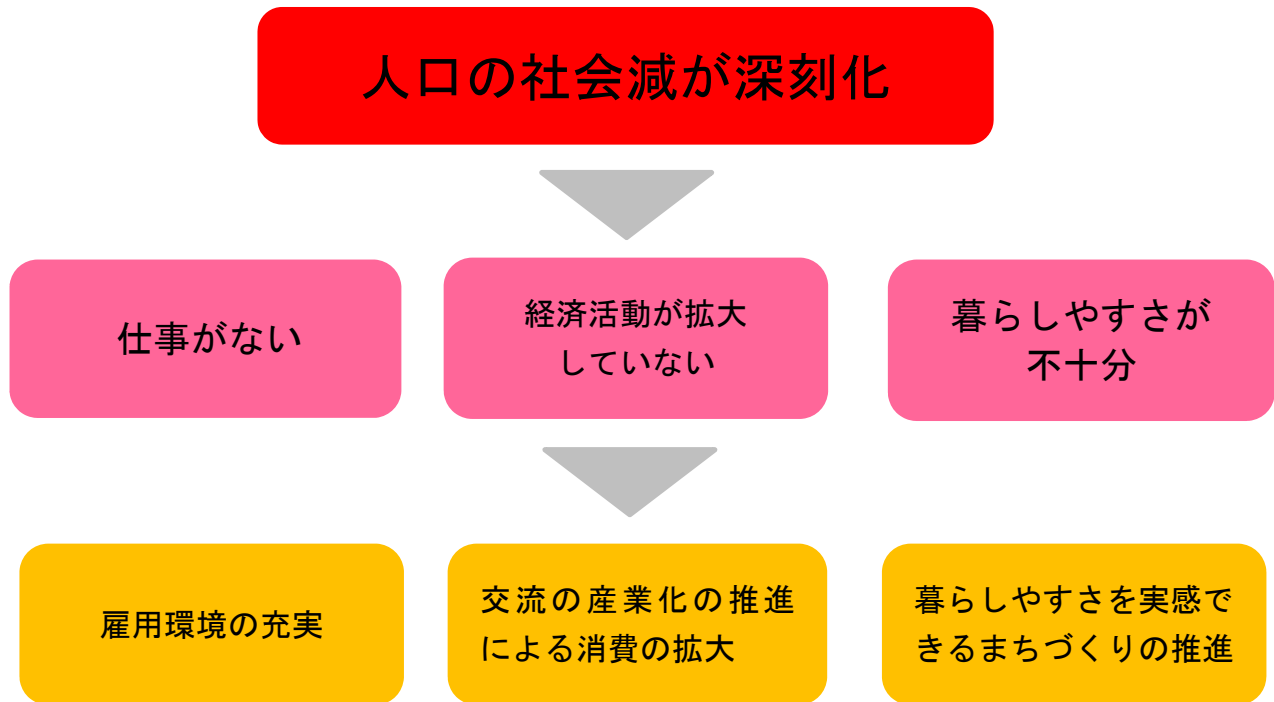 人口の社会減が深刻化
仕事がない
経済活動が拡大
していない
暮らしやすさが
不十分
雇用環境の充実
交流の産業化の推進
による消費の拡大
暮らしやすさを実感で
きるまちづくりの推進